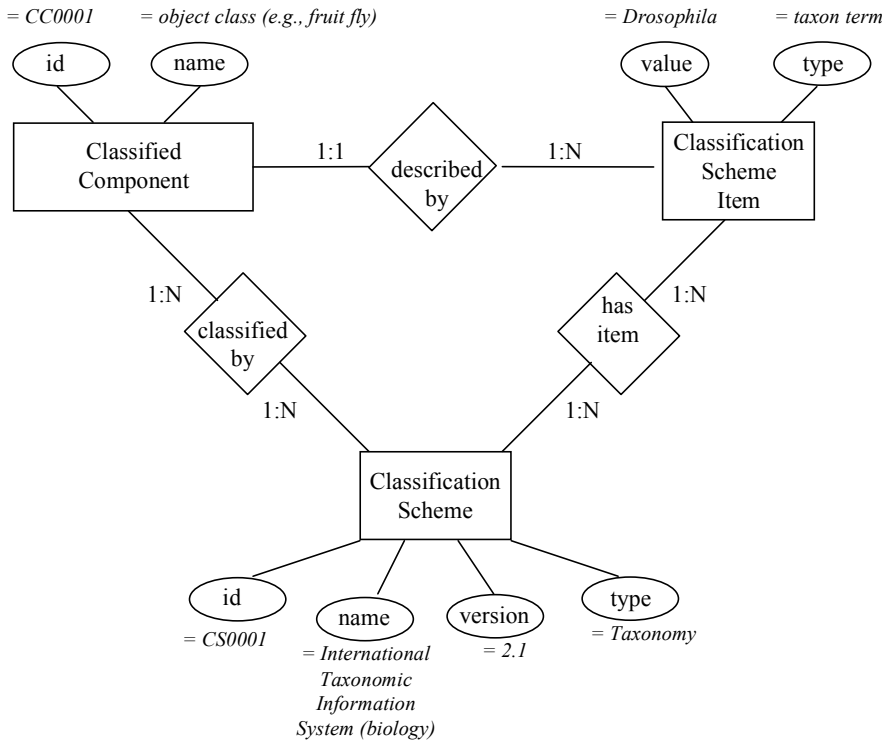 = CC0001
= object class (e.g., fruit fly)
= Drosophila
= taxon term
id
name
value
type
Classified
Component
1:1
described
by
1:N
Classification
Scheme
Item
1:N
classified
by
1:N
has
item
1:N
1:N
Classification
Scheme
id
name
version
type
= CS0001
= International
Taxonomic
Information
System (biology)
= 2.1
= Taxonomy